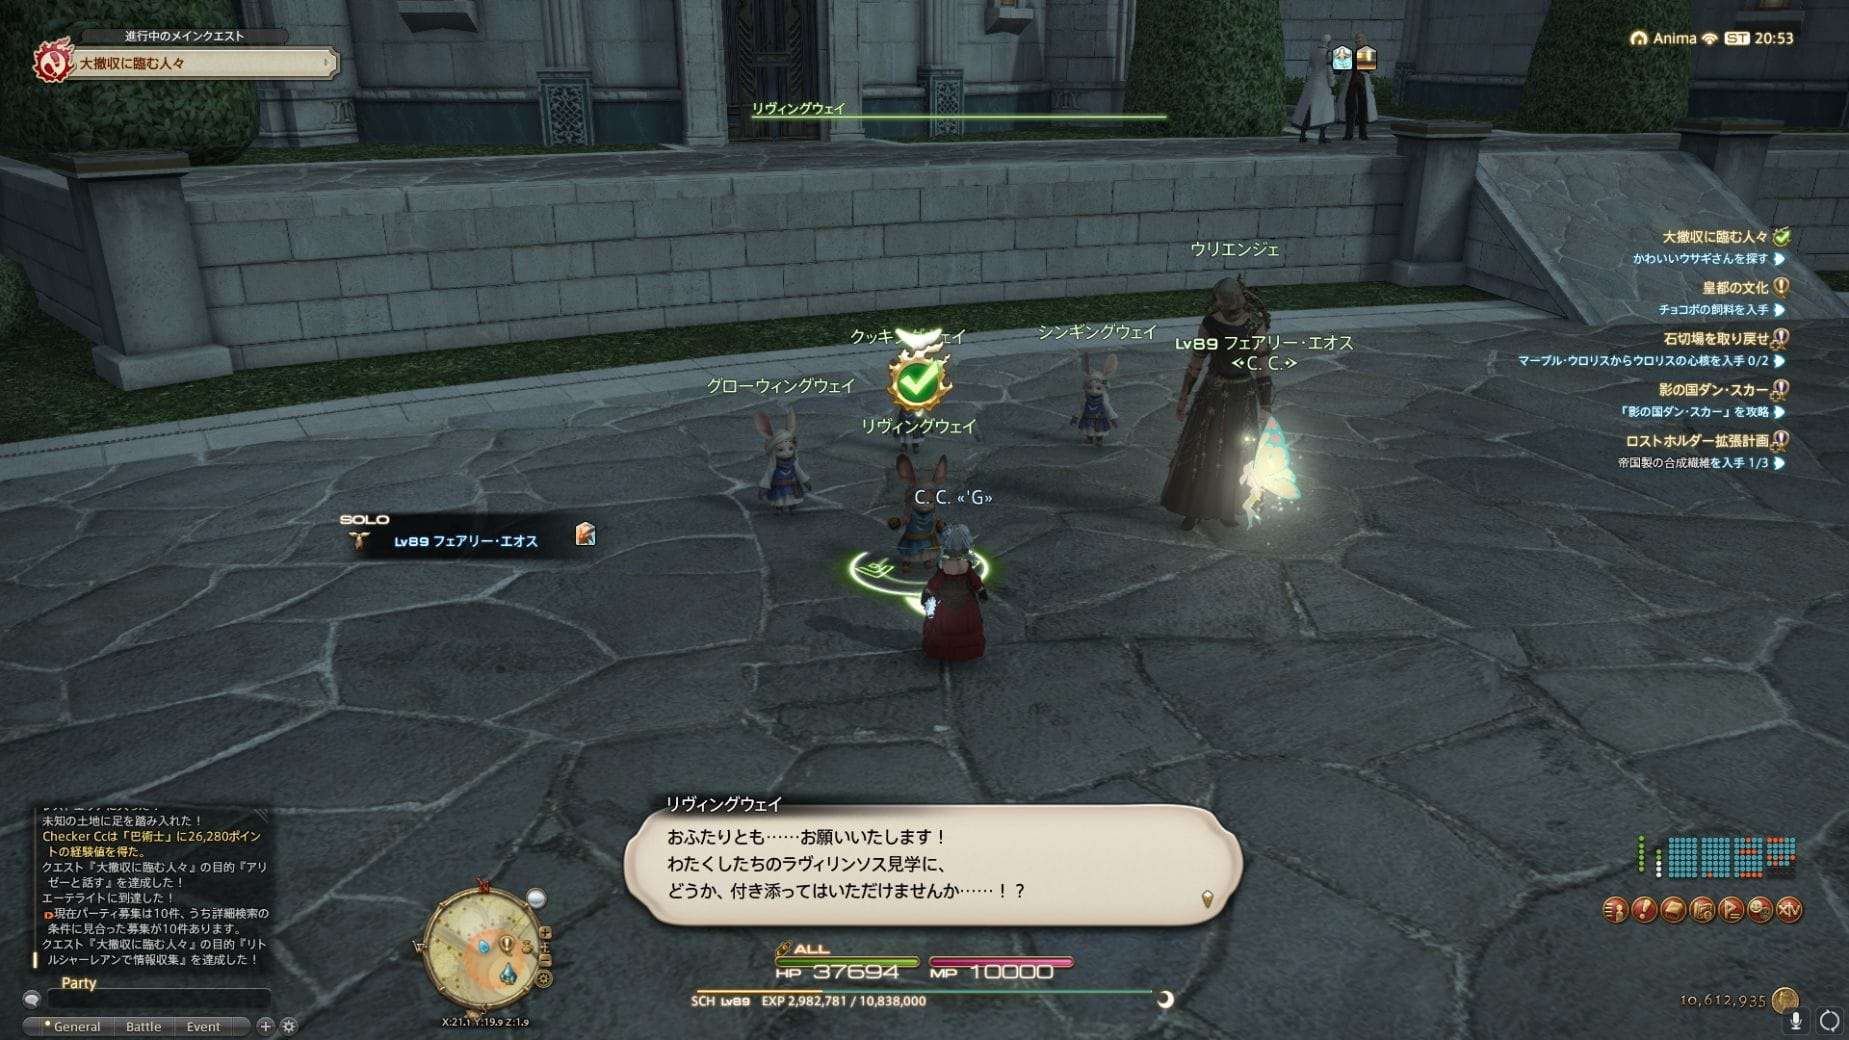 進行中のメインクエスト
大撤収に臨む人々
Anima ST 20:53
リヴィングウェイ
大撤収に臨む人々
かわいいウサギさんを探す
皇都の文化
チョコボの飼料を入手
石切場を取り戻せ
マーブル・ウロリスからウロリスの心核を入手 0/2
影の国ダン・スカー
「影の国ダン・スカー」を攻略
ロストホルダー拡張計画
帝国製の合成繊維を入手 1/3
ウリエンジェ
シンギングウェイ
Lv89 フェアリー・エオス
C. C.
グローウィングウェイ
リヴィングウェイ
C. C. «'G»
SOLO
Lv89 フェアリー・エオス
リヴィングウェイ
おふたりとも……お願いいたします！
わたくしたちのラヴィリンソス見学に、
どうか、付き添ってはいただけませんか……！？
未知の土地に足を踏み入れた！
Checker Ccは「巴術士」に26,280ポイン
トの経験値を得た。
クエスト『大撤収に臨む人々』の目的『アリ
ゼーと話す』を達成した！
エーテライトに到達した！
現在パーティ募集は10件、うち詳細検索の
条件に見合った募集が10件あります。
クエスト『大撤収に臨む人々』の目的『リト
ルシャーレアンで情報収集』を達成した！
Party
General Battle Event
X:21.1 Y:19.9 Z:1.9
ALL
HP 37694 MP 10000
SCH Lv89 EXP 2,982,781 / 10,838,000
XIV
10,612,935